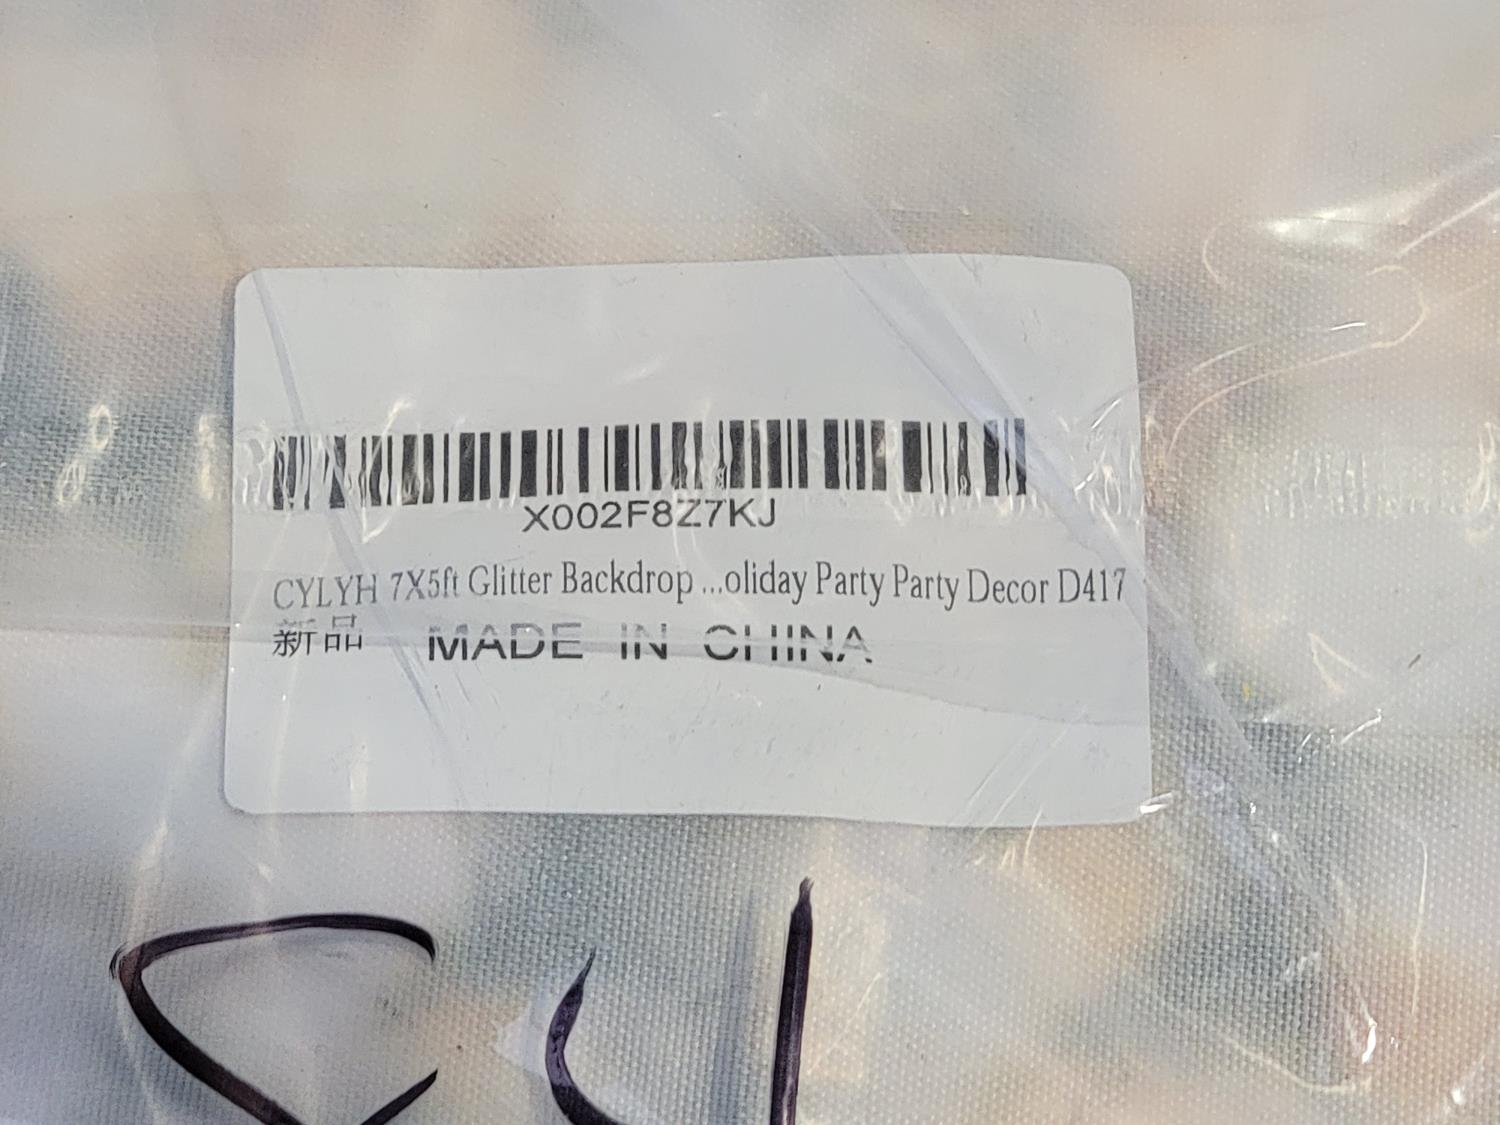 X002F8Z7KJ
CYLYH 7X5ft Glitter Backdrop ...oliday Party Party Decor D417
新品 MADE IN CHINA